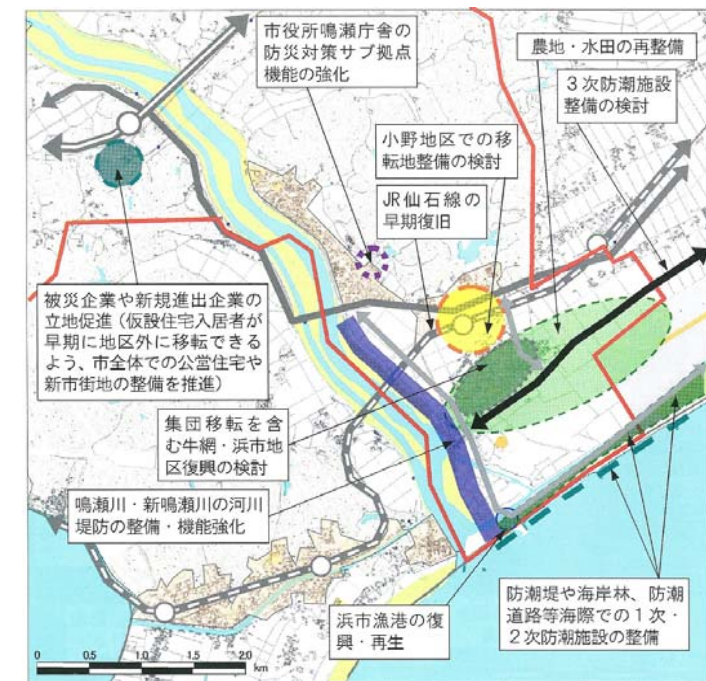 市役所鳴瀬庁舎の
防災対策サブ拠点
機能の強化
農地・水田の再整備
3次防潮施設
整備の検討
小野地区での移
転地整備の検討
JR仙石線の
早期復旧
被災企業や新規進出企業の
立地促進（仮設住宅入居者が
早期に地区外に移転できる
よう、市全体での公営住宅や
新市街地の整備を推進）
集団移転を含
む牛網・浜市地
区復興の検討
鳴瀬川・新鳴瀬川の河川
堤防の整備・機能強化
浜市漁港の復
興・再生
防潮堤や海岸林、防潮
道路等海際での1次・
2次防潮施設の整備
0 0.5 1.0 1.5 2.0
km